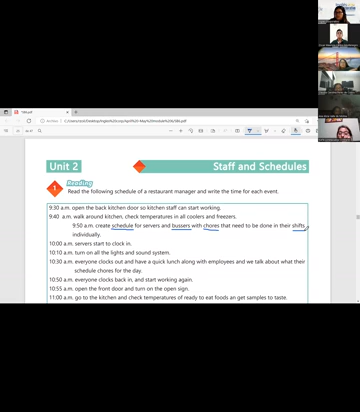 Unit 2
Staff and Schedules
1
Reading
Read the following schedule of a restaurant manager and write the time for each event.
9:30 a.m. open the back kitchen door so kitchen staff can start working.
9:40 a.m. walk around kitchen, check temperatures in all coolers and freezers.
9:50 a.m. create schedule for servers and bussers with chores that need to be done in their shifts,
individually.
10:00 a.m. servers start to clock in.
10:10 a.m. turn on all the lights and sound system.
10:30 a.m. everyone clocks out and have a quick lunch along with employees and we talk about what their
schedule chores for the day.
10:50 a.m. everyone clocks back in, and start working again.
10:55 a.m. open the front door and turn on the open sign.
11:00 a.m. go to the kitchen and check temperatures of ready to eat foods an get samples to taste